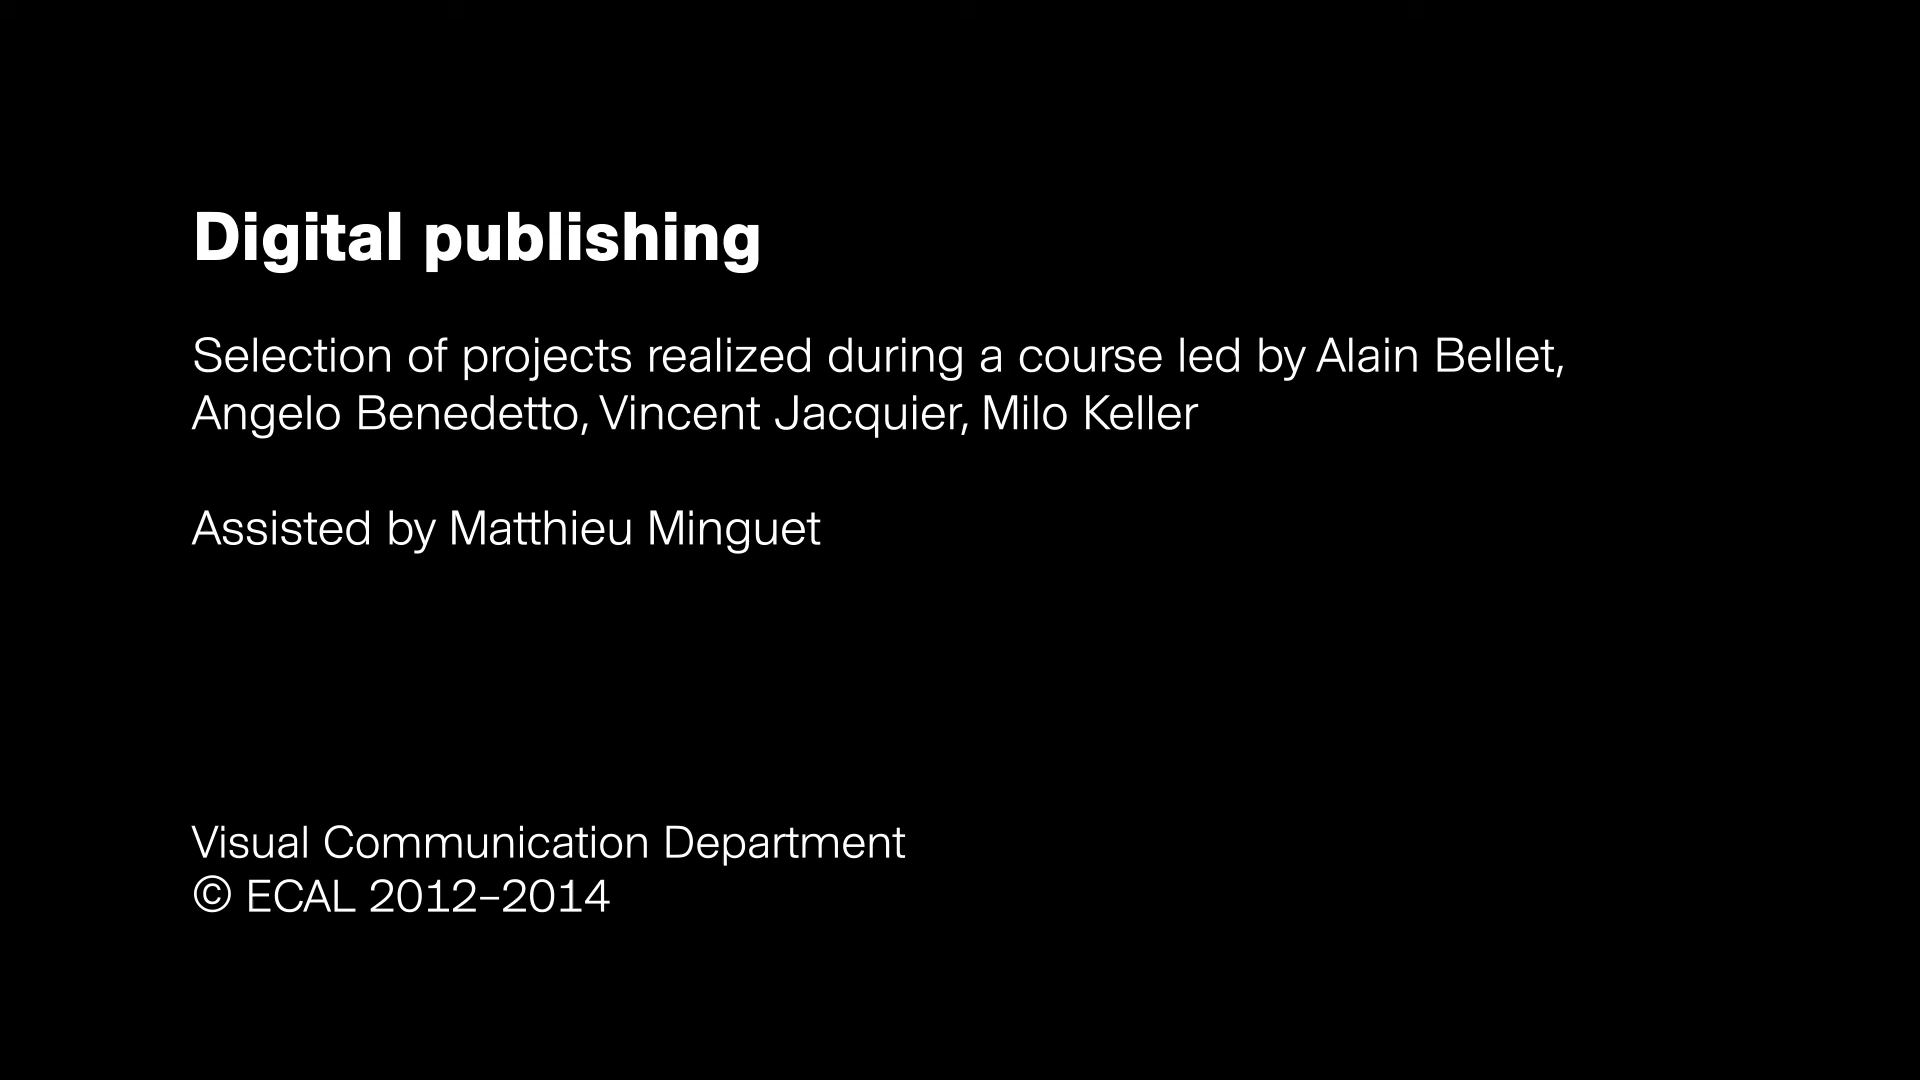 Digital publishing
Selection of projects realized during a course led by Alain Bellet,
Angelo Benedetto, Vincent Jacquier, Milo Keller
Assisted by Matthieu Minguet
Visual Communication Department
© ECAL 2012–2014